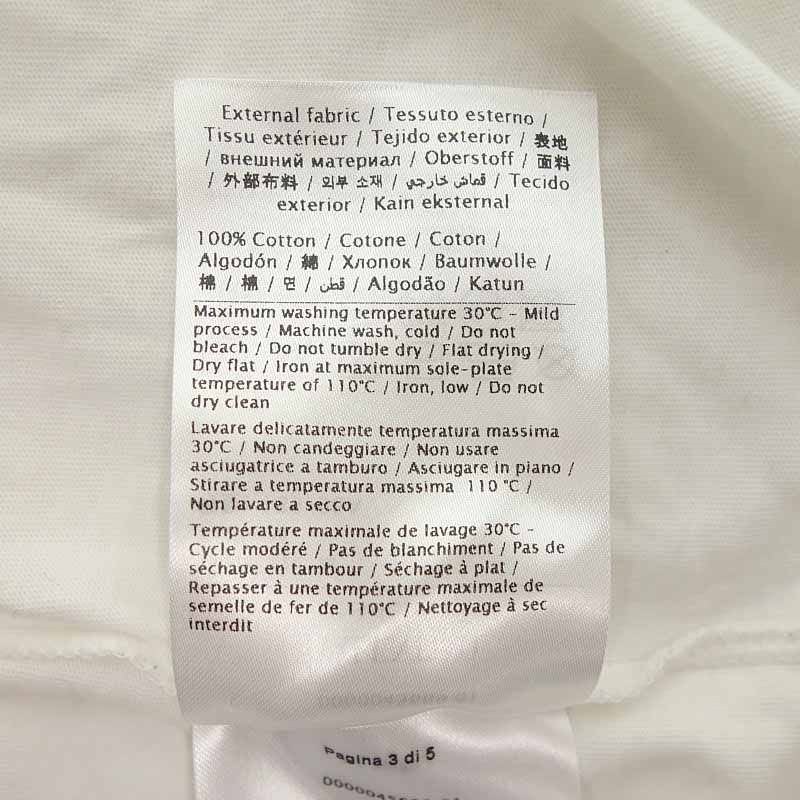 External fabric / Tessuto esterno /
Tissu extérieur / Tejido exterior / 表地
/ внешний материал / Oberstoff / 面料
/ 外部布料 / 외부 소재 / قماش خارجي / Tecido
exterior / Kain eksternal
100% Cotton / Cotone / Coton /
Algodón / 綿 / Хлопок / Baumwolle /
棉 / 棉 / 면 / قطن / Algodão / Katun
Maximum washing temperature 30°C - Mild
process / Machine wash, cold / Do not
bleach / Do not tumble dry / Flat drying /
Dry flat / Iron at maximum sole-plate
temperature of 110°C / Iron, low / Do not
dry clean
Lavare delicatamente temperatura massima
30°C / Non candeggiare / Non usare
asciugatrice a tamburo / Asciugare in piano /
Stirare a temperatura massima 110 °C /
Non lavare a secco
Température maximale de lavage 30°C -
Cycle modéré / Pas de blanchiment / Pas de
séchage en tambour / Séchage à plat /
Repasser à une température maximale de
semelle de fer de 110°C / Nettoyage à sec
interdit
Pagina 3 di 5